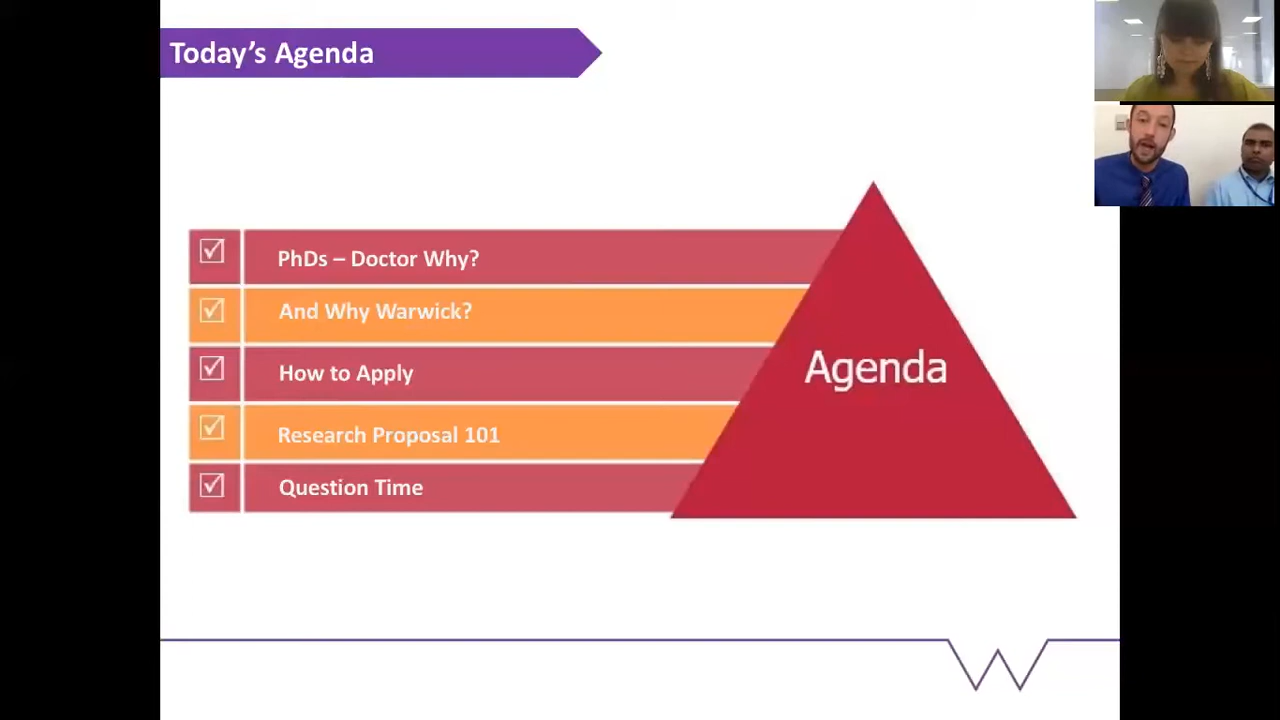 Today's Agenda
PhDs – Doctor Why?
And Why Warwick?
How to Apply
Research Proposal 101
Question Time
Agenda